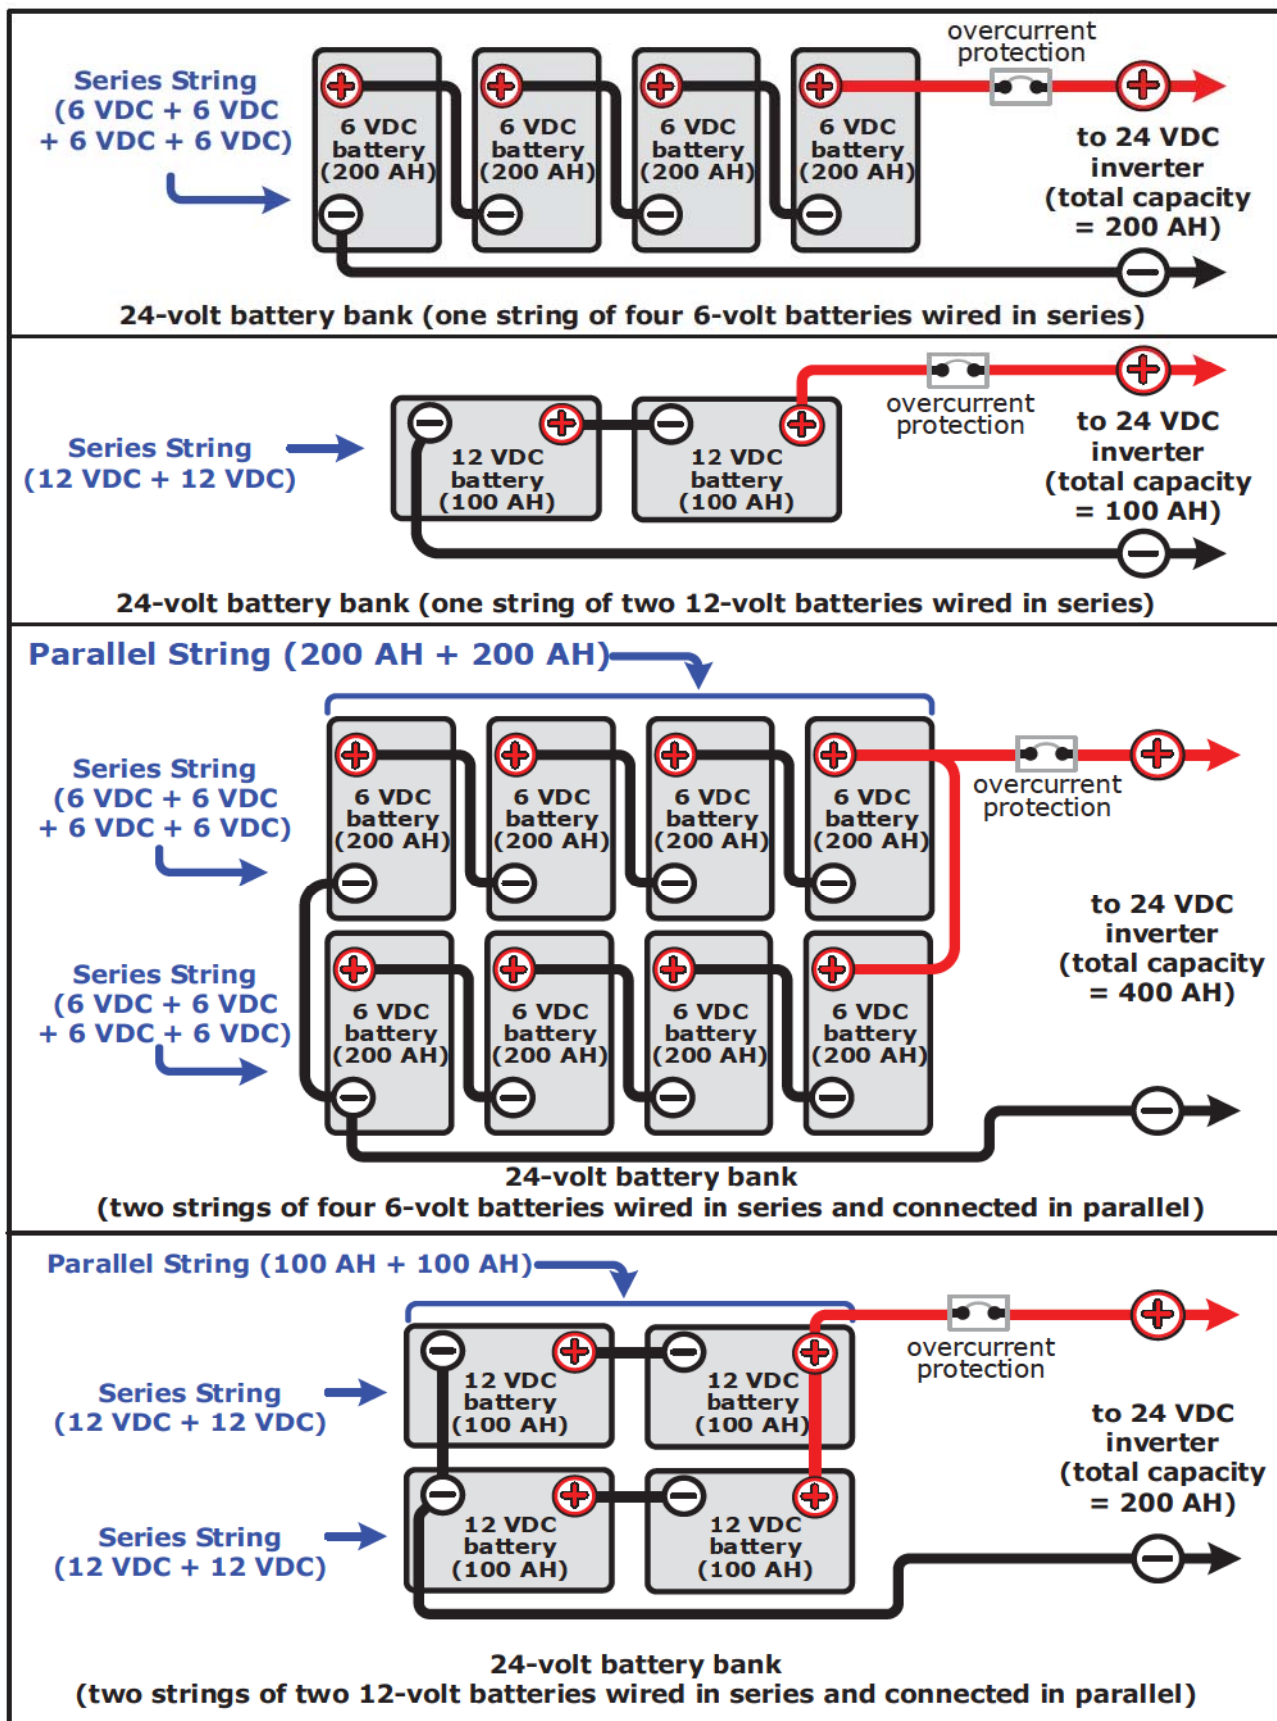 overcurrent
protection
Series String
(6 VDC + 6 VDC
+ 6 VDC + 6 VDC)
6 VDC
battery
(200 AH)
6 VDC
battery
(200 AH)
6 VDC
battery
(200 AH)
6 VDC
battery
(200 AH)
to 24 VDC
inverter
(total capacity
= 200 AH)
24-volt battery bank (one string of four 6-volt batteries wired in series)
overcurrent
protection
Series String
(12 VDC + 12 VDC)
12 VDC
battery
(100 AH)
12 VDC
battery
(100 AH)
to 24 VDC
inverter
(total capacity
= 100 AH)
24-volt battery bank (one string of two 12-volt batteries wired in series)
Parallel String (200 AH + 200 AH)
Series String
(6 VDC + 6 VDC
+ 6 VDC + 6 VDC)
6 VDC
battery
(200 AH)
6 VDC
battery
(200 AH)
6 VDC
battery
(200 AH)
6 VDC
battery
(200 AH)
overcurrent
protection
Series String
(6 VDC + 6 VDC
+ 6 VDC + 6 VDC)
6 VDC
battery
(200 AH)
6 VDC
battery
(200 AH)
6 VDC
battery
(200 AH)
6 VDC
battery
(200 AH)
to 24 VDC
inverter
(total capacity
= 400 AH)
24-volt battery bank
(two strings of four 6-volt batteries wired in series and connected in parallel)
Parallel String (100 AH + 100 AH)
overcurrent
protection
Series String
(12 VDC + 12 VDC)
12 VDC
battery
(100 AH)
12 VDC
battery
(100 AH)
Series String
(12 VDC + 12 VDC)
12 VDC
battery
(100 AH)
12 VDC
battery
(100 AH)
to 24 VDC
inverter
(total capacity
= 200 AH)
24-volt battery bank
(two strings of two 12-volt batteries wired in series and connected in parallel)